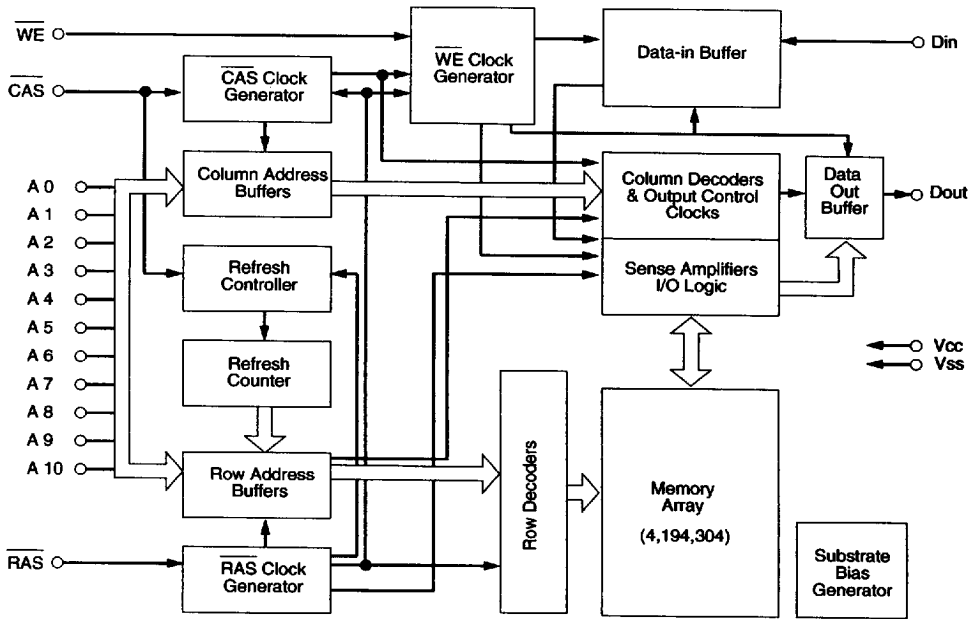 WE
CAS
A 0
A 1
A 2
A 3
A 4
A 5
A 6
A 7
A 8
A 9
A 10
RAS
CAS Clock
Generator
WE Clock
Generator
Data-in Buffer
Din
Column Address
Buffers
Column Decoders
& Output Control
Clocks
Data
Out
Buffer
Dout
Refresh
Controller
Sense Amplifiers
I/O Logic
Refresh
Counter
Vcc
Vss
Row Address
Buffers
Row Decoders
Memory
Array
(4,194,304)
RAS Clock
Generator
Substrate
Bias
Generator